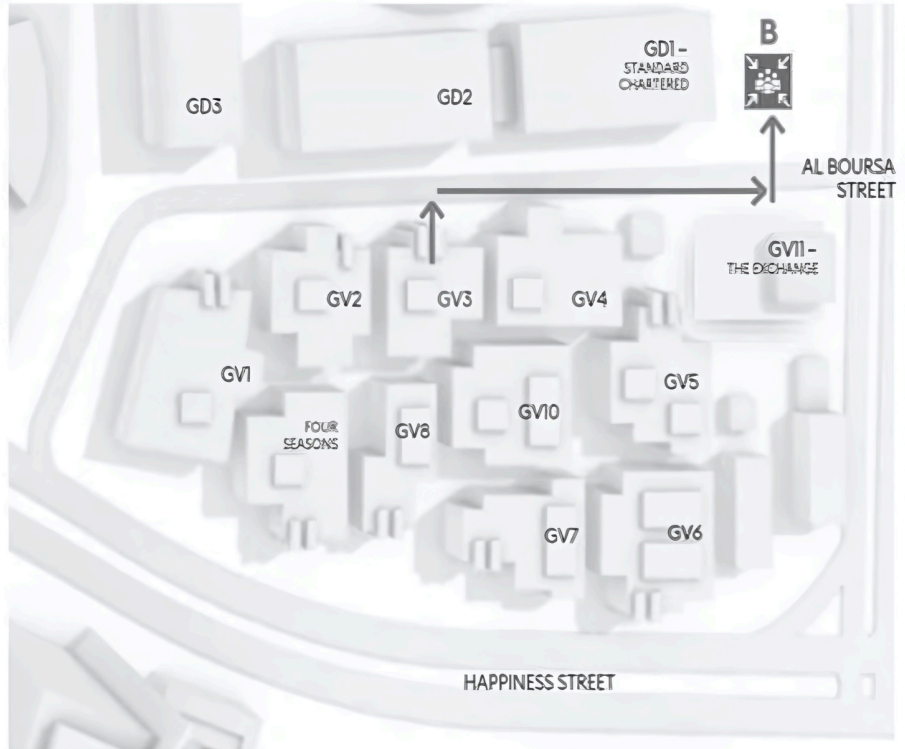 B
GD1 -
STANDARD
CHARTERED
GD2
GD3
AL BOURSA
STREET
GV11 -
THE EXCHANGE
GV2
GV3
GV4
GV1
GV5
GV10
FOUR
SEASONS
GV8
GV7
GV6
HAPPINESS STREET